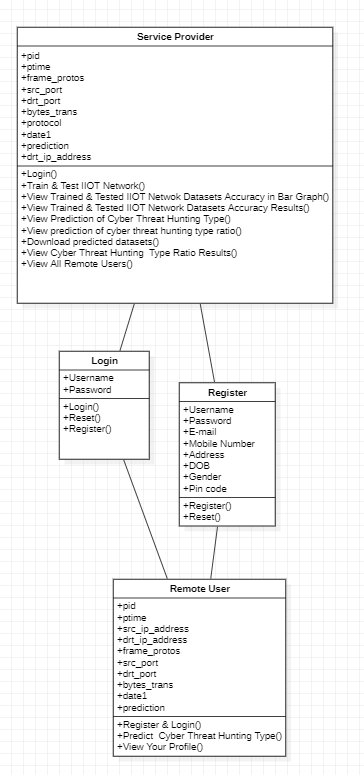 Service Provider
+pid
+ptime
+frame_protos
+src_port
+drt_port
+bytes_trans
+protocol
+date1
+prediction
+drt_ip_address
+Login()
+Train & Test IIOT Network()
+View Trained & Tested IIOT Netwok Datasets Accuracy in Bar Graph()
+View Trained & Tested IIOT Network Datasets Accuracy Results()
+View Prediction of Cyber Threat Hunting Type()
+View prediction of cyber threat hunting type ratio()
+Download predicted datasets()
+View Cyber Threat Hunting  Type Ratio Results()
+View All Remote Users()
Login
+Username
+Password
+Login()
+Reset()
+Register()
Register
+Username
+Password
+E-mail
+Mobile Number
+Address
+DOB
+Gender
+Pin code
+Register()
+Reset()
Remote User
+pid
+ptime
+src_ip_address
+drt_ip_address
+frame_protos
+src_port
+drt_port
+bytes_trans
+date1
+prediction
+Register & Login()
+Predict  Cyber Threat Hunting Type()
+View Your Profile()